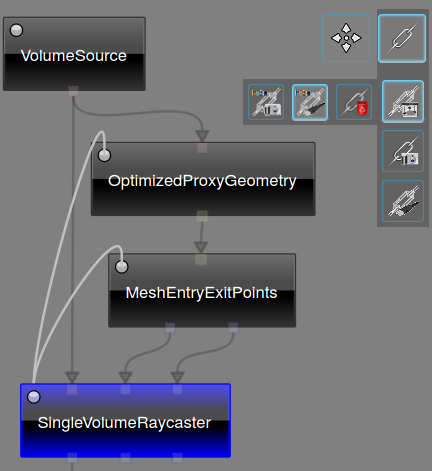 VolumeSource
OptimizedProxyGeometry
MeshEntryExitPoints
SingleVolumeRaycaster